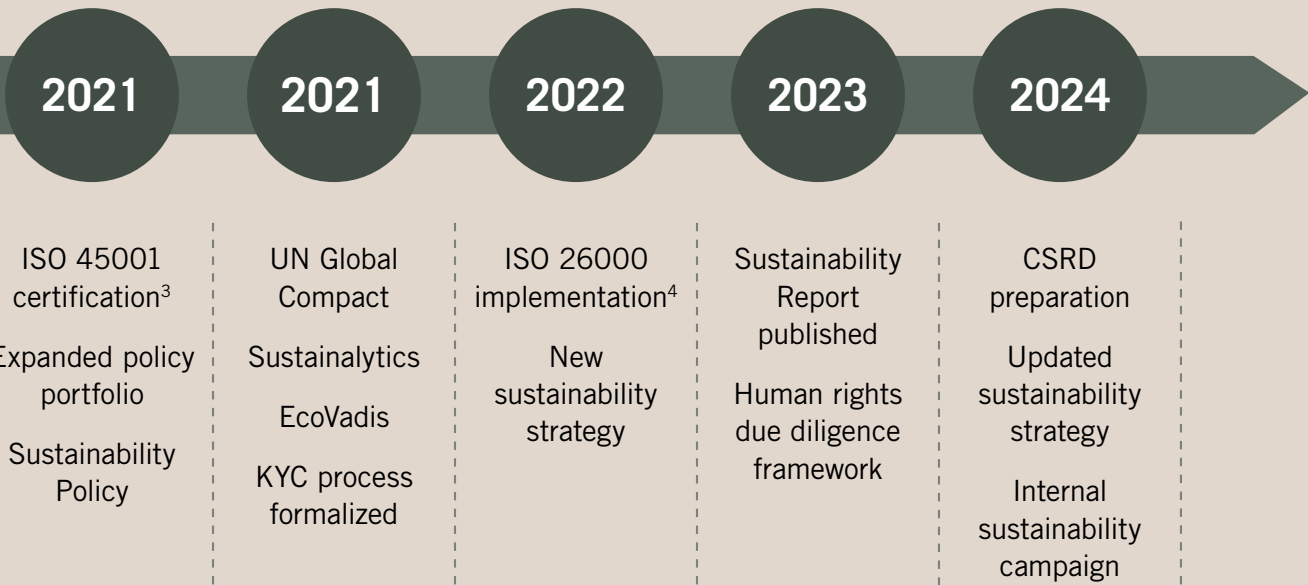 2021
ISO 45001
certification³
Expanded policy
portfolio
Sustainability
Policy
2021
UN Global
Compact
Sustainalytics
EcoVadis
KYC process
formalized
2022
ISO 26000
implementation⁴
New
sustainability
strategy
2023
Sustainability
Report
published
Human rights
due diligence
framework
2024
CSRD
preparation
Updated
sustainability
strategy
Internal
sustainability
campaign